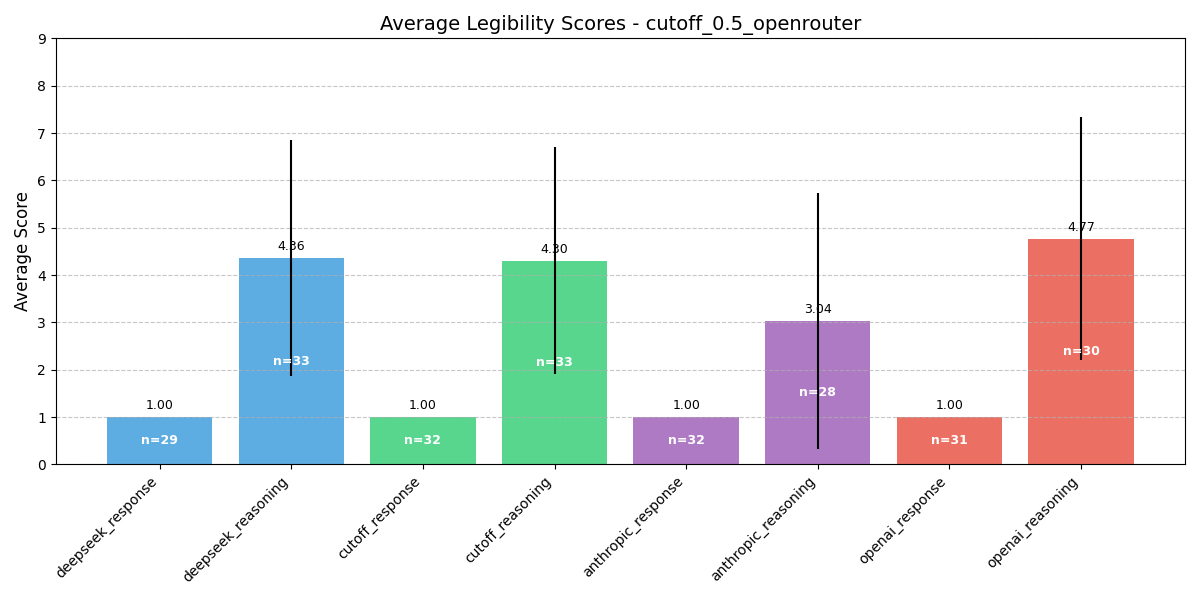 Average Legibility Scores - cutoff_0.5_openrouter
Average Score
9
8
7
6
5
4
3
2
1
0
1.00
4.36
1.00
4.30
1.00
3.04
1.00
4.77
n=29
n=33
n=32
n=33
n=32
n=28
n=31
n=30
deepseek_response
deepseek_reasoning
cutoff_response
cutoff_reasoning
anthropic_response
anthropic_reasoning
openai_response
openai_reasoning